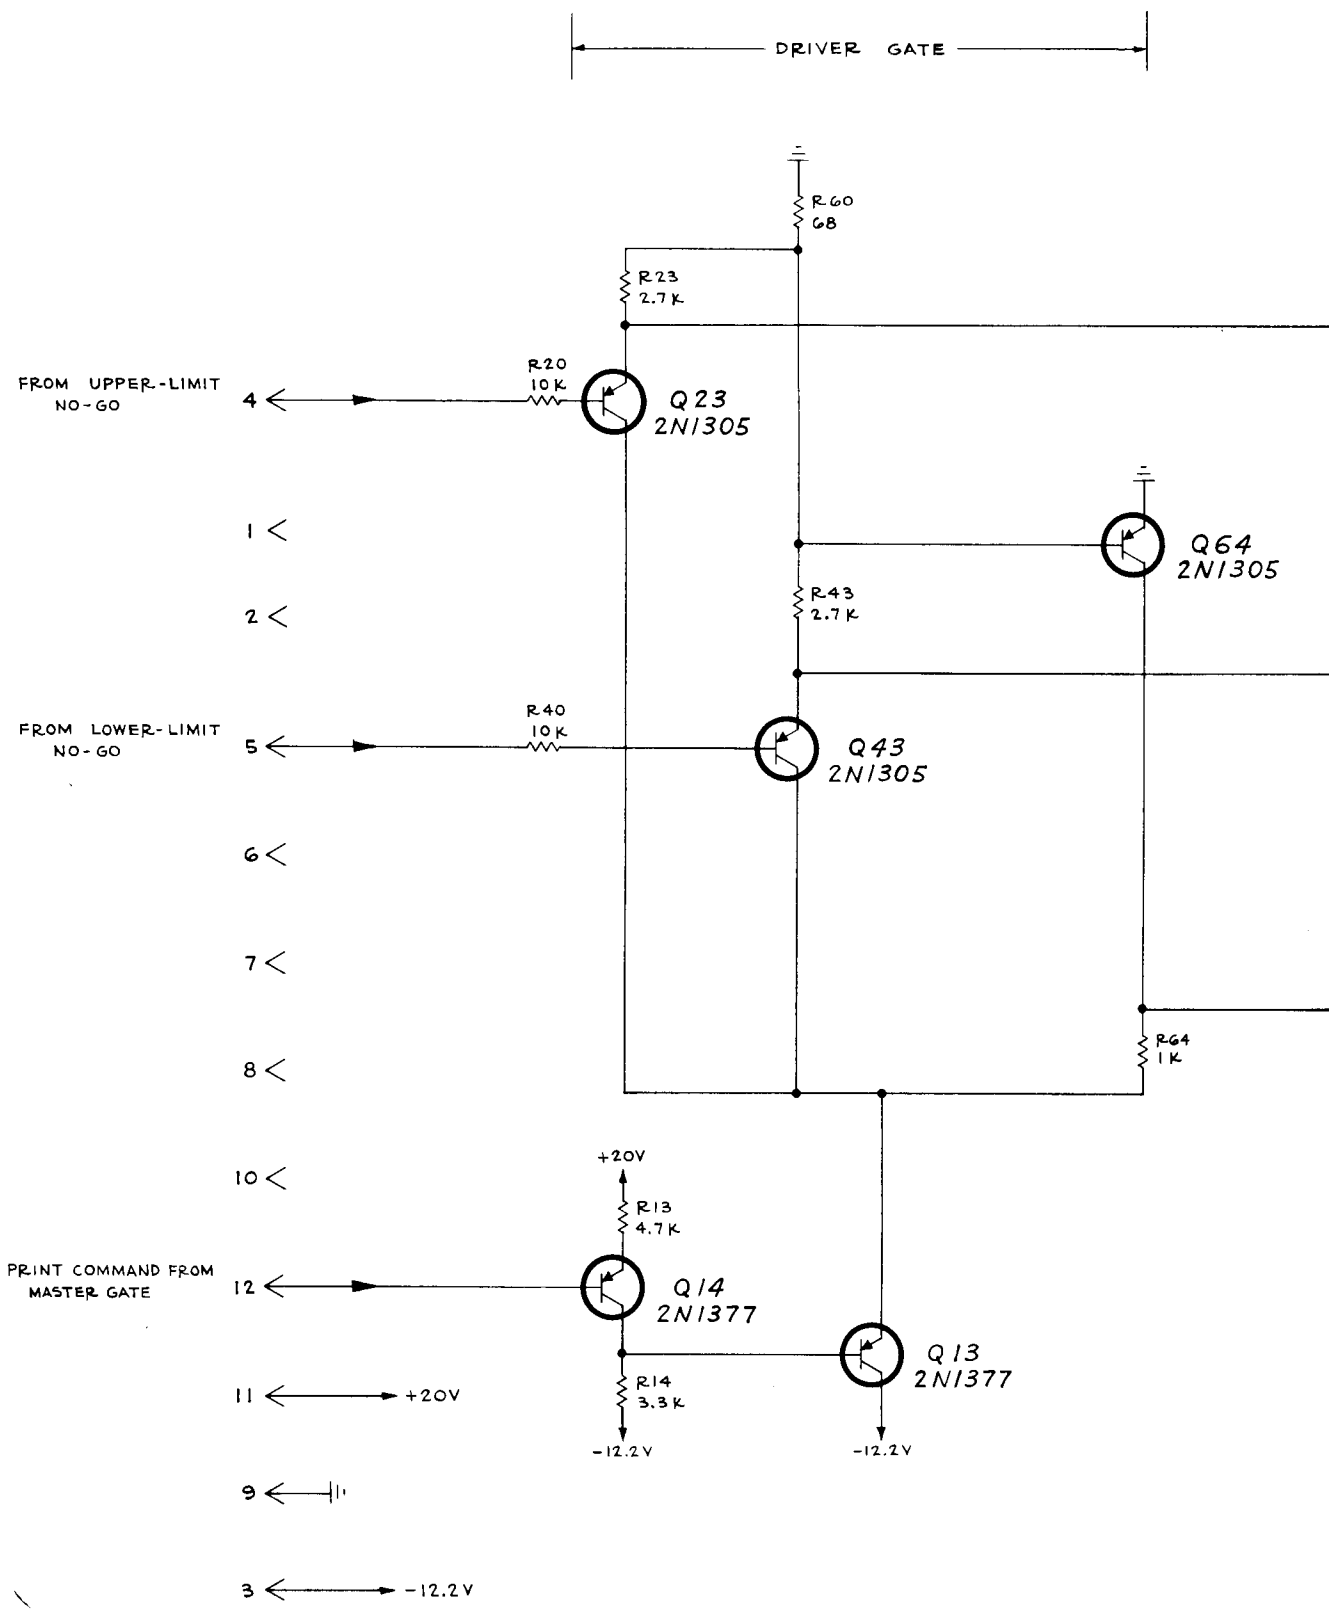 DRIVER GATE
R60
68
R23
2.7K
FROM UPPER-LIMIT
NO-GO
4
R20
10K
Q23
2N1305
1
Q64
2N1305
2
R43
2.7K
FROM LOWER-LIMIT
NO-GO
5
R40
10K
Q43
2N1305
6
7
R64
1K
8
+20V
10
R13
4.7K
PRINT COMMAND FROM
MASTER GATE
12
Q14
2N1377
Q13
2N1377
R14
3.3K
11
+20V
-12.2V
-12.2V
9
3
-12.2V